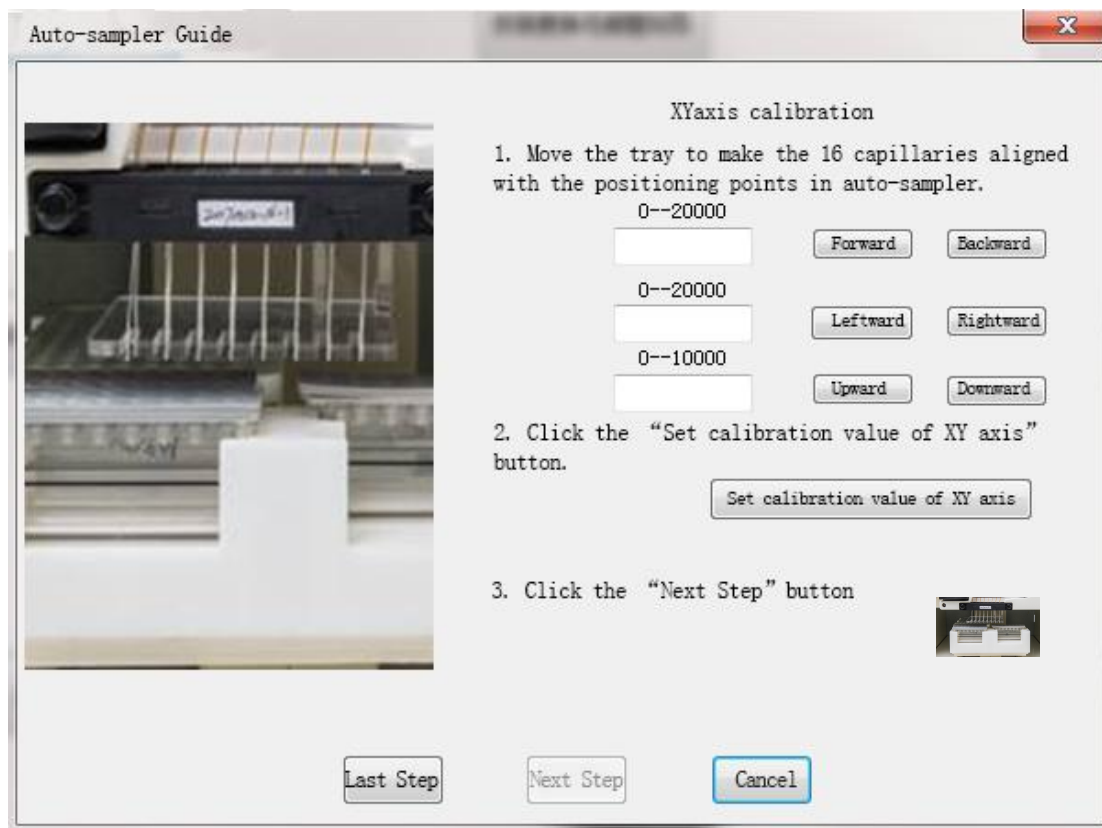 Auto-sampler Guide
XYaxis calibration
1. Move the tray to make the 16 capillaries aligned
with the positioning points in auto-sampler.
0--20000
Forward Backward
0--20000
Leftward Rightward
0--10000
Upward Downward
2. Click the “Set calibration value of XY axis”
button.
Set calibration value of XY axis
3. Click the “Next Step” button
Last Step Next Step Cancel